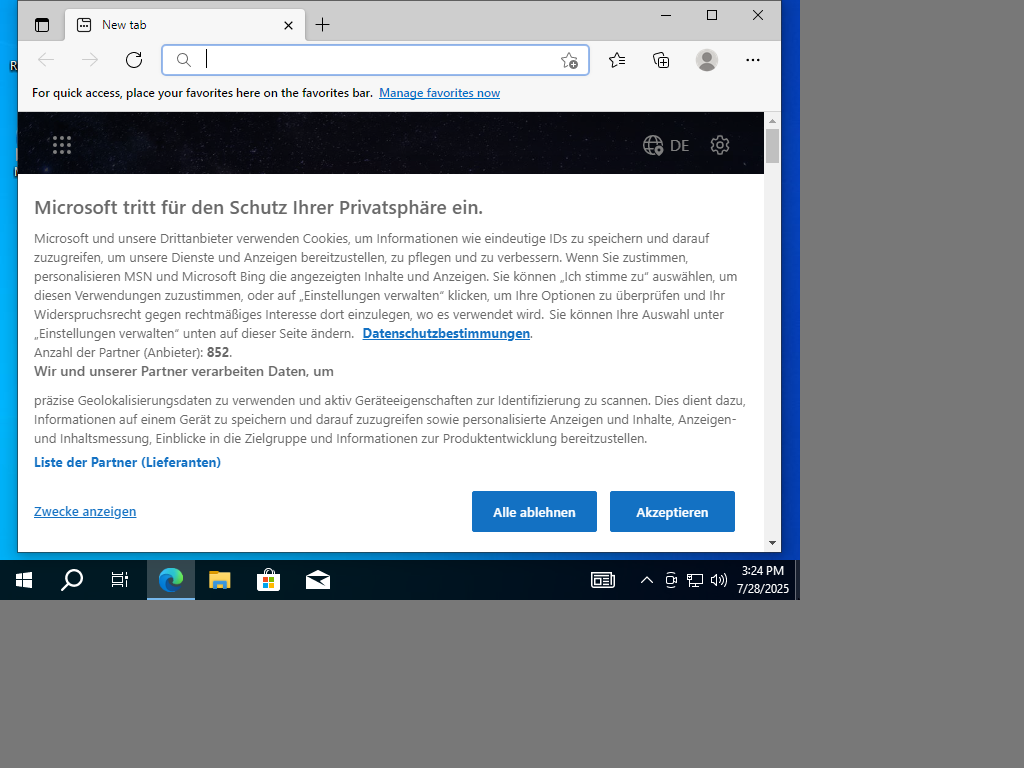 New tab
For quick access, place your favorites here on the favorites bar. Manage favorites now
DE
Microsoft tritt für den Schutz Ihrer Privatsphäre ein.
Microsoft und unsere Drittanbieter verwenden Cookies, um Informationen wie eindeutige IDs zu speichern und darauf
zuzugreifen, um unsere Dienste und Anzeigen bereitzustellen, zu pflegen und zu verbessern. Wenn Sie zustimmen,
personalisieren MSN und Microsoft Bing die angezeigten Inhalte und Anzeigen. Sie können „Ich stimme zu“ auswählen, um
diesen Verwendungen zuzustimmen, oder auf „Einstellungen verwalten“ klicken, um Ihre Optionen zu überprüfen und Ihr
Widerspruchsrecht gegen rechtmäßiges Interesse dort einzulegen, wo es verwendet wird. Sie können Ihre Auswahl unter
„Einstellungen verwalten“ unten auf dieser Seite ändern. Datenschutzbestimmungen.
Anzahl der Partner (Anbieter): 852.
Wir und unserer Partner verarbeiten Daten, um
präzise Geolokalisierungsdaten zu verwenden und aktiv Geräteeigenschaften zur Identifizierung zu scannen. Dies dient dazu,
Informationen auf einem Gerät zu speichern und darauf zuzugreifen sowie personalisierte Anzeigen und Inhalte, Anzeigen-
und Inhaltsmessung, Einblicke in die Zielgruppe und Informationen zur Produktentwicklung bereitzustellen.
Liste der Partner (Lieferanten)
Zwecke anzeigen
Alle ablehnen
Akzeptieren
3:24 PM
7/28/2025